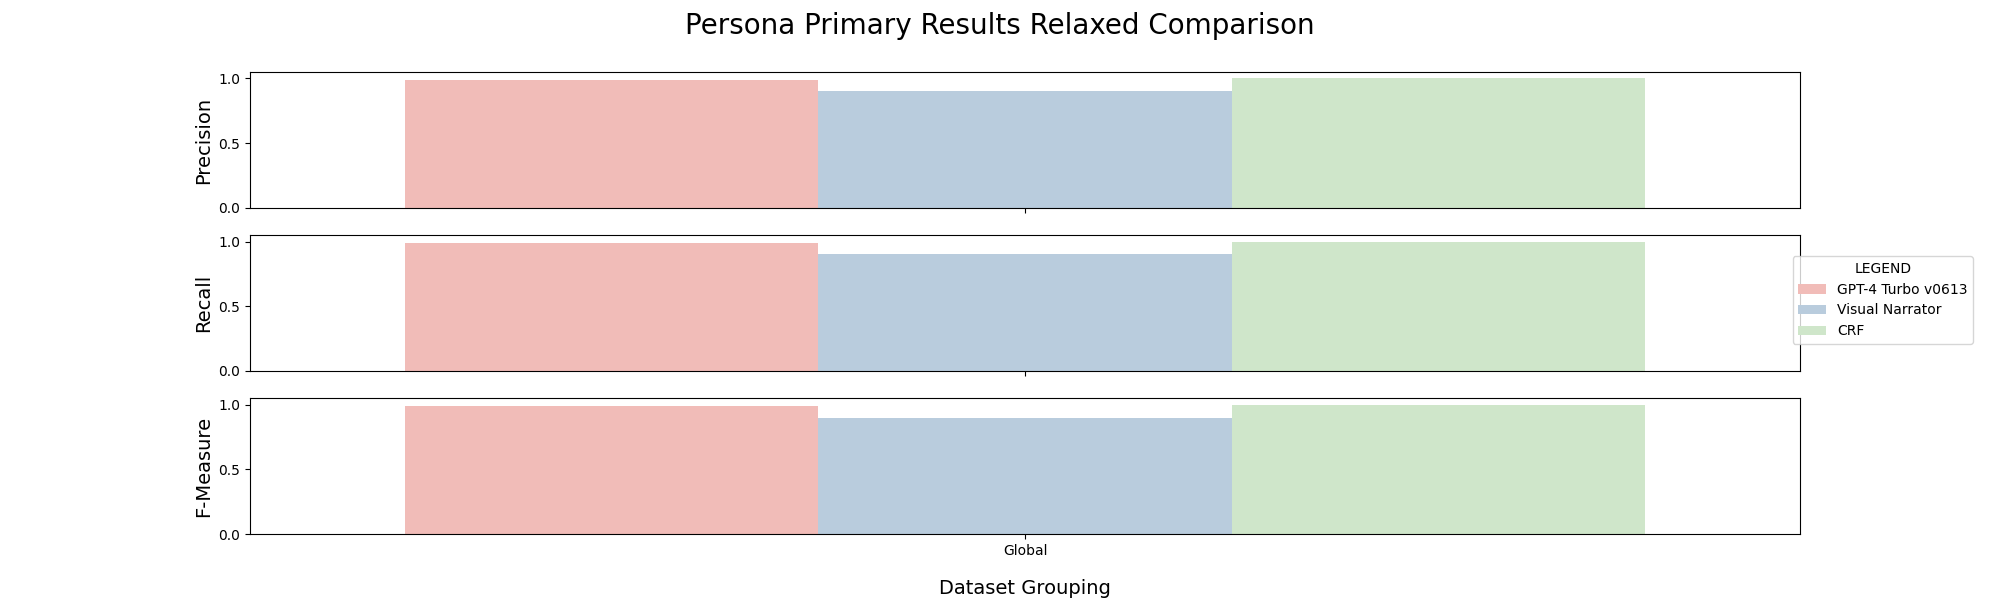 Persona Primary Results Relaxed Comparison
Precision
1.0
0.5
0.0
Recall
1.0
0.5
0.0
F-Measure
1.0
0.5
0.0
Global
Dataset Grouping
LEGEND
GPT-4 Turbo v0613
Visual Narrator
CRF